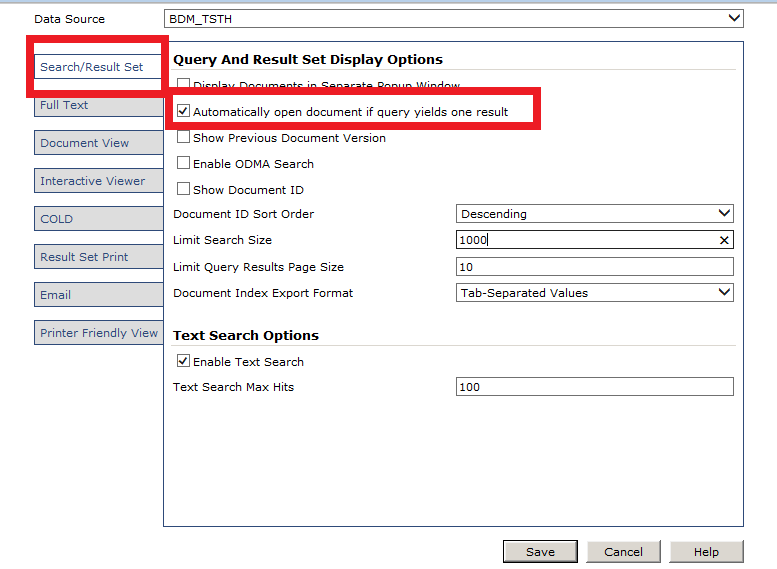 Data Source BDM_TSTH
Search/Result Set
Full Text
Document View
Interactive Viewer
COLD
Result Set Print
Email
Printer Friendly View
Query And Result Set Display Options
Display Documents in Separate Popup Window
Automatically open document if query yields one result
Show Previous Document Version
Enable ODMA Search
Show Document ID
Document ID Sort Order Descending
Limit Search Size 1000
Limit Query Results Page Size 10
Document Index Export Format Tab-Separated Values
Text Search Options
Enable Text Search
Text Search Max Hits 100
Save Cancel Help